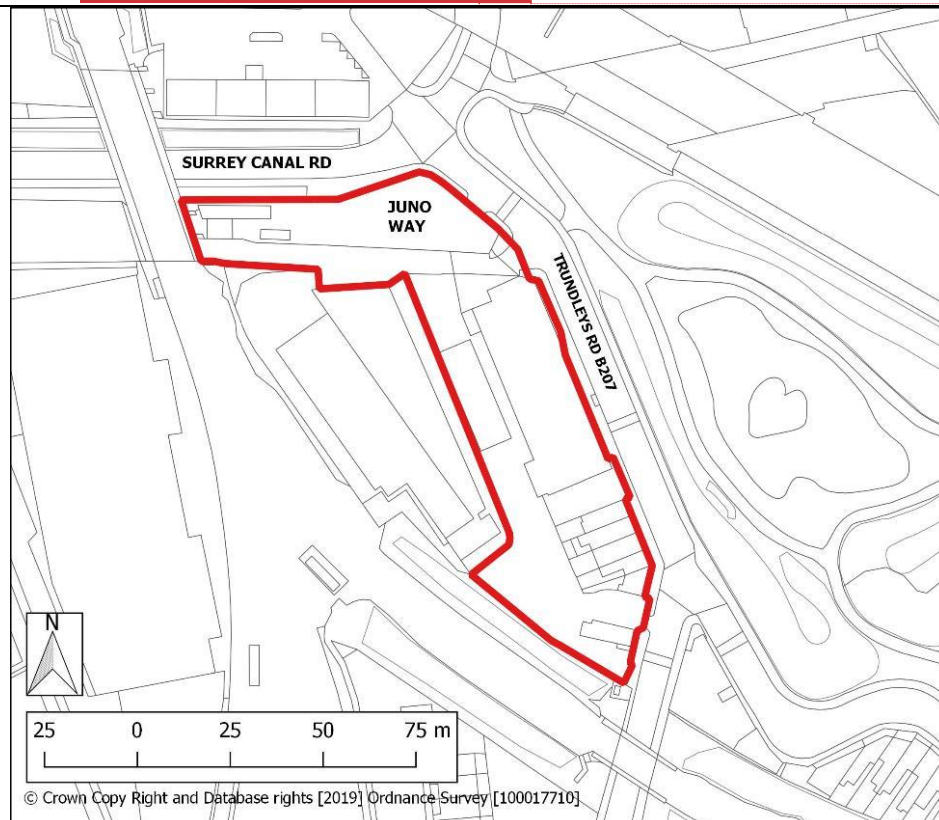 SURREY CANAL RD
JUNO
WAY
TRUNDLEYS RD B207
N
25 0 25 50 75 m
© Crown Copy Right and Database rights [2019] Ordnance Survey [100017710]